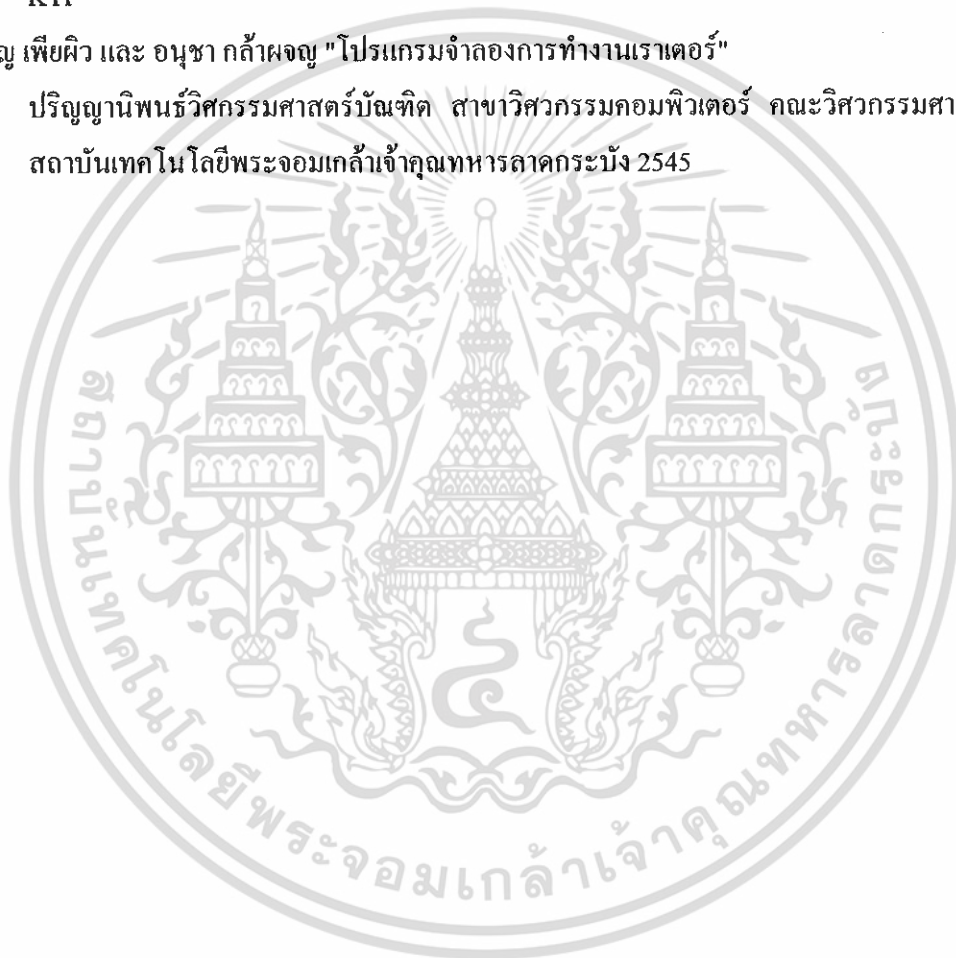 เพียผิว และ อนุชา กล้าผจญ "โปรแกรมจำลองการทำงานเราเตอร์"
ปริญญานิพนธ์วิศกรรมศาสตร์บัณฑิต สาขาวิศวกรรมคอมพิวเตอร์ คณะวิศวกรรมศา
สถาบันเทคโนโลยีพระจอมเกล้าเจ้าคุณทหารลาดกระบัง 2545
สถาบันเทคโนโลยีพระจอมเกล้าเจ้าคุณทหารลาดกระบัง